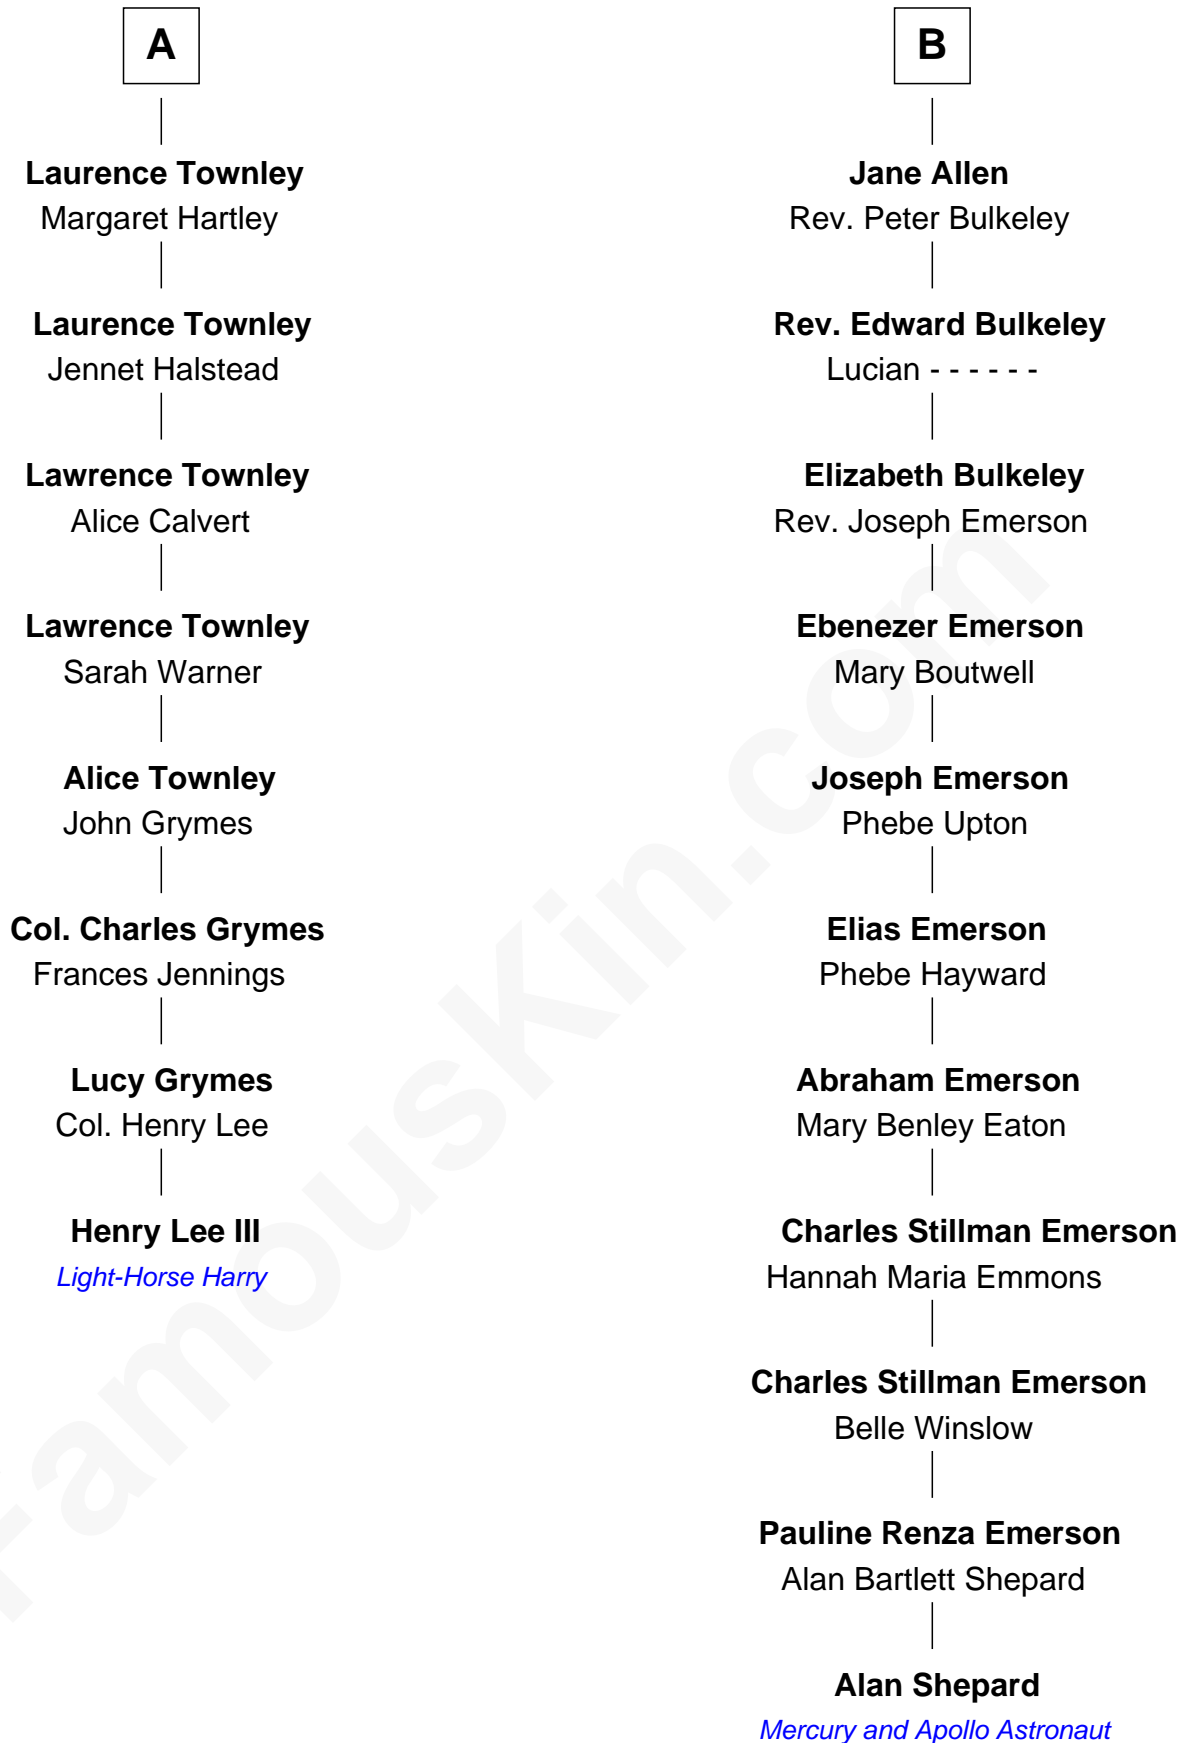 A
Laurence Townley
Margaret Hartley
Laurence Townley
Jennet Halstead
Lawrence Townley
Alice Calvert
Lawrence Townley
Sarah Warner
Alice Townley
John Grymes
Col. Charles Grymes
Frances Jennings
Lucy Grymes
Col. Henry Lee
Henry Lee III
Light-Horse Harry
B
Jane Allen
Rev. Peter Bulkeley
Rev. Edward Bulkeley
Lucian - - - - - -
Elizabeth Bulkeley
Rev. Joseph Emerson
Ebenezer Emerson
Mary Boutwell
Joseph Emerson
Phebe Upton
Elias Emerson
Phebe Hayward
Abraham Emerson
Mary Benley Eaton
Charles Stillman Emerson
Hannah Maria Emmons
Charles Stillman Emerson
Belle Winslow
Pauline Renza Emerson
Alan Bartlett Shepard
Alan Shepard
Mercury and Apollo Astronaut
FamousKin.com